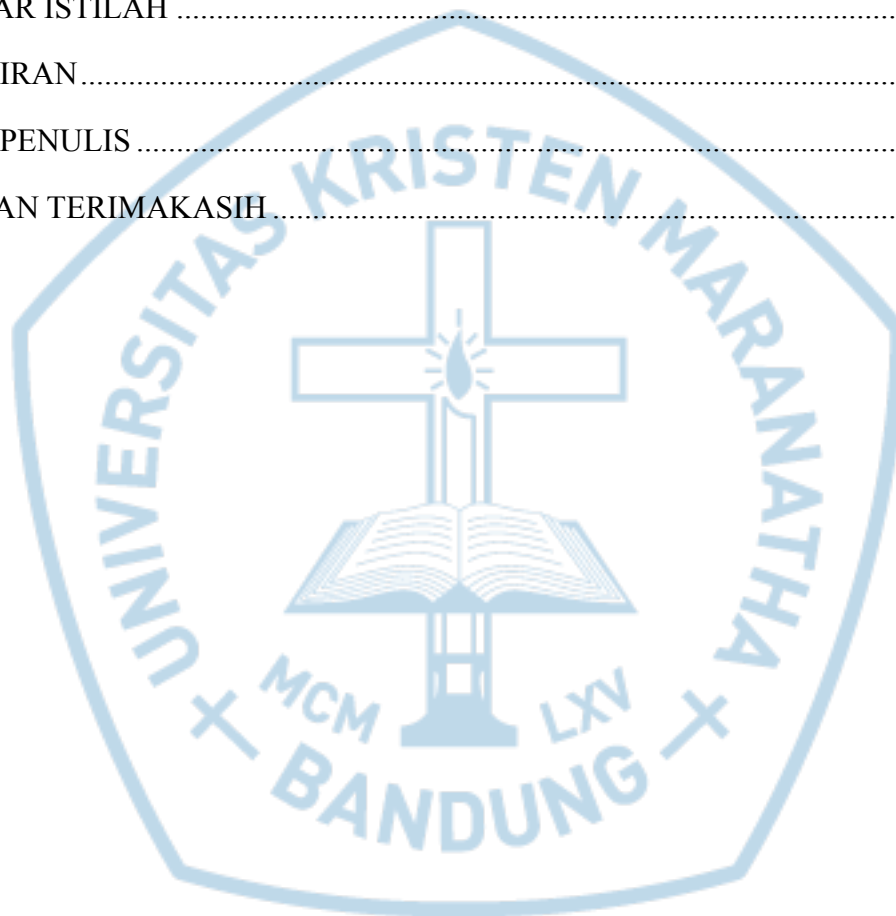 AR ISTILAH ................................................................................................
IRAN ................................................................................................
PENULIS ................................................................................................
AN TERIMAKASIH ................................................................................................
UNIVERSITAS KRISTEN MARANATHA
MCM LXV
BANDUNG